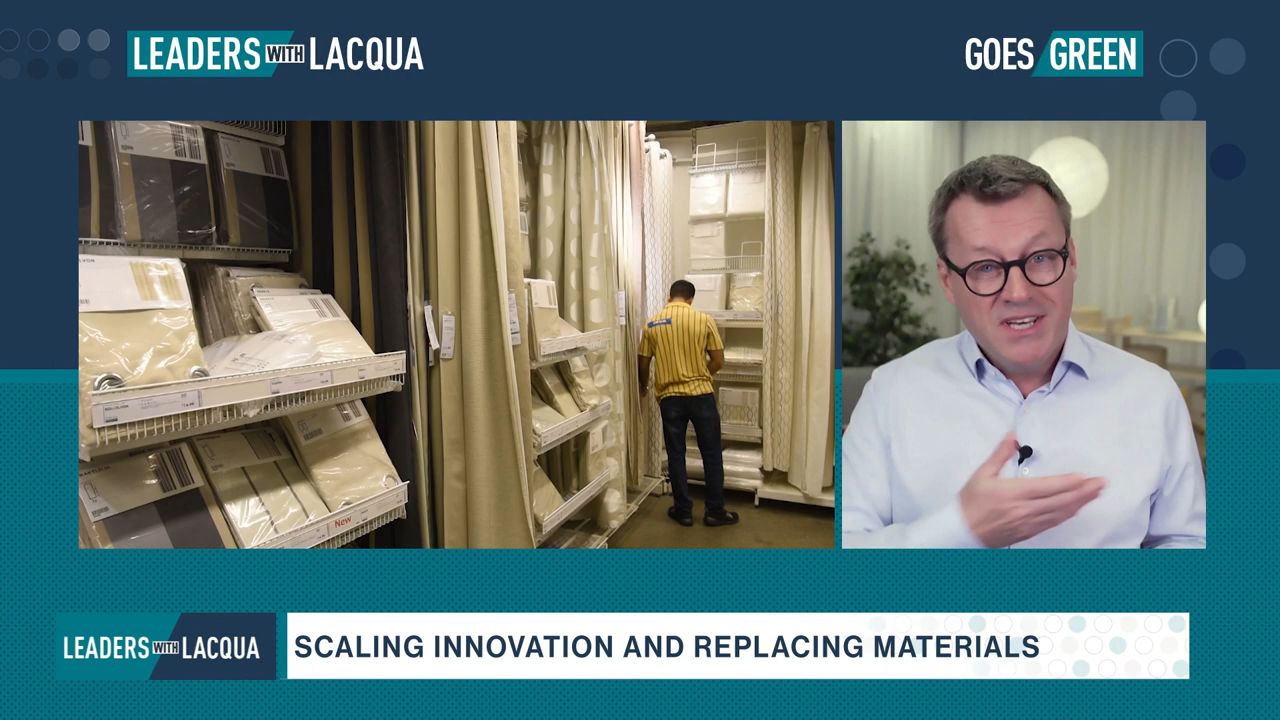 LEADERS WITH LACQUA
GOES GREEN
New
LEADERS WITH LACQUA
SCALING INNOVATION AND REPLACING MATERIALS